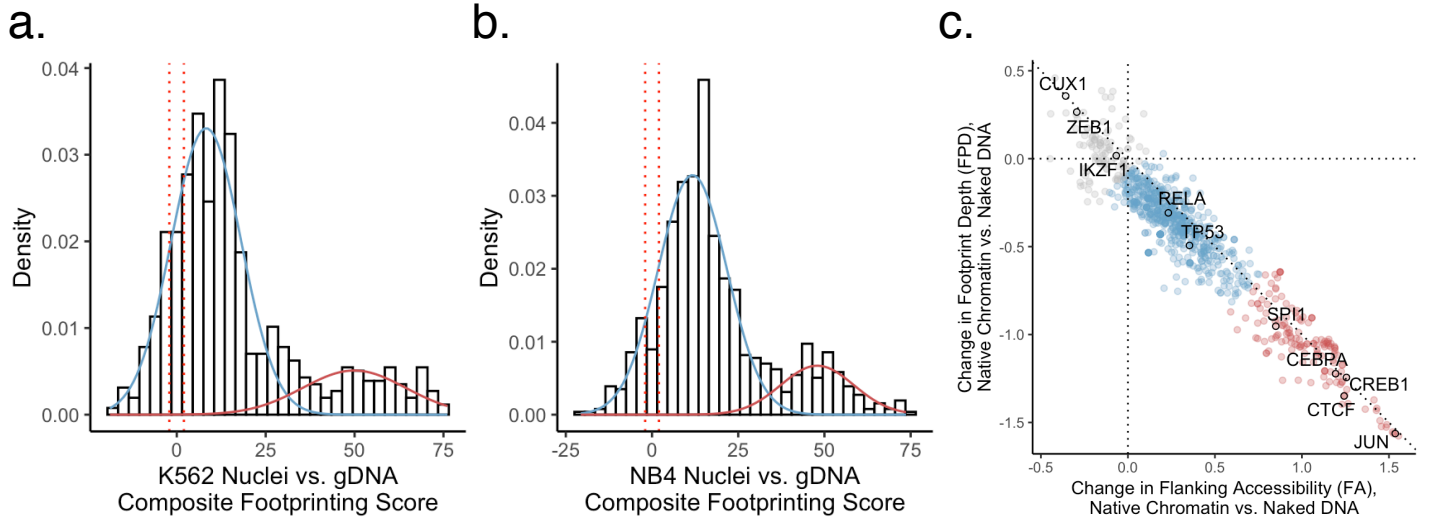 a.
0.04
0.03
0.02
0.01
0.00
Density
0
25
50
75
K562 Nuclei vs. gDNA
Composite Footprinting Score
b.
0.04
0.03
0.02
0.01
0.00
Density
-25
0
25
50
75
NB4 Nuclei vs. gDNA
Composite Footprinting Score
c.
0.5
0.0
-0.5
-1.0
-1.5
Change in Footprint Depth (FPD),
Native Chromatin vs. Naked DNA
CUX1
ZEB1
IKZF1
RELA
TP53
SPI1
CEBPA
CREB1
CTCF
JUN
-0.5
0.0
0.5
1.0
1.5
Change in Flanking Accessibility (FA),
Native Chromatin vs. Naked DNA